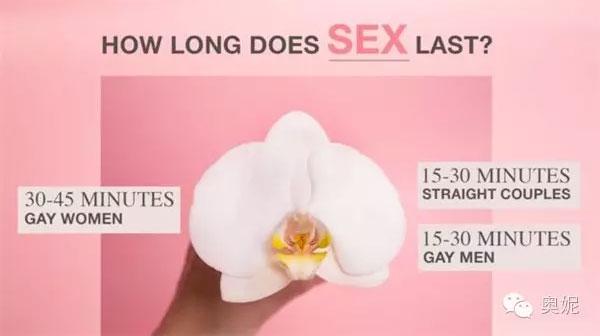 HOW LONG DOES SEX LAST?
30-45 MINUTES
GAY WOMEN
15-30 MINUTES
STRAIGHT COUPLES
15-30 MINUTES
GAY MEN
奥妮